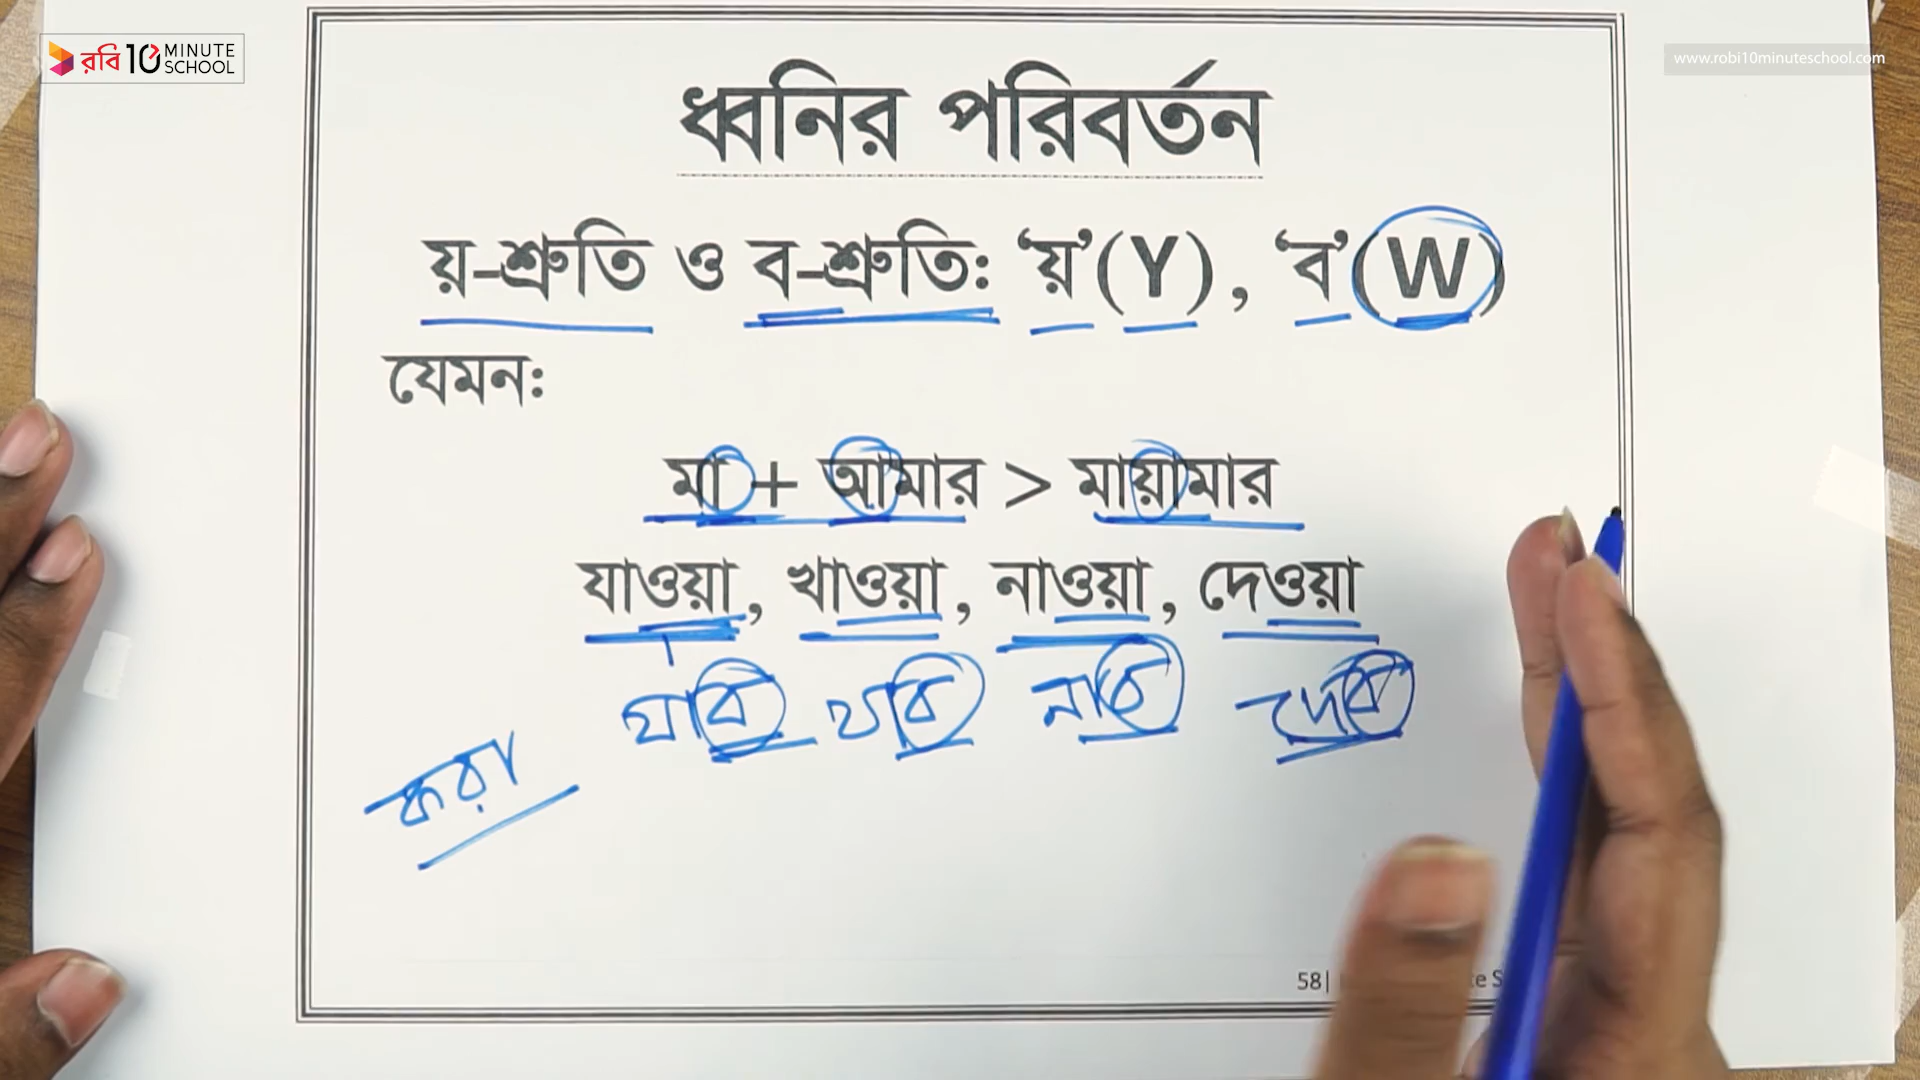 রবি 10 MINUTE SCHOOL
www.robi10minuteschool.com
ধ্বনির পরিবর্তন
য়-শ্রুতি ও ব-শ্রুতিঃ ‘য়’(Y), ‘ব’(W)
যেমনঃ
মা + আমার > মায়ামার
যাওয়া, খাওয়া, নাওয়া, দেওয়া
করা
58|